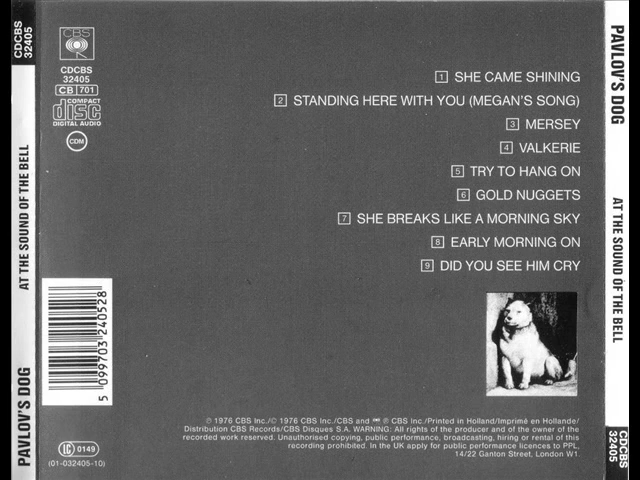 CDCBS
32405
AT THE SOUND OF THE BELL
PAVLOV'S DOG
CBS
CDCBS
32405
CB 701
COMPACT
disc
DIGITAL AUDIO
CDM
1 SHE CAME SHINING
2 STANDING HERE WITH YOU (MEGAN'S SONG)
3 MERSEY
4 VALKERIE
5 TRY TO HANG ON
6 GOLD NUGGETS
7 SHE BREAKS LIKE A MORNING SKY
8 EARLY MORNING ON
9 DID YOU SEE HIM CRY
5 099703 240528
LC 0149
(01-032405-10)
℗ 1976 CBS Inc./© 1976 CBS Inc./CBS and ® CBS Inc./Printed in Holland/Imprimé en Hollande/
Distribution CBS Records/CBS Disques S.A. WARNING: All rights of the producer and of the owner of the
recorded work reserved. Unauthorised copying, public performance, broadcasting, hiring or rental of this
recording prohibited. In the UK apply for public performance licences to PPL,
14/22 Ganton Street, London W1.
PAVLOV'S DOG
AT THE SOUND OF THE BELL
CDCBS
32405